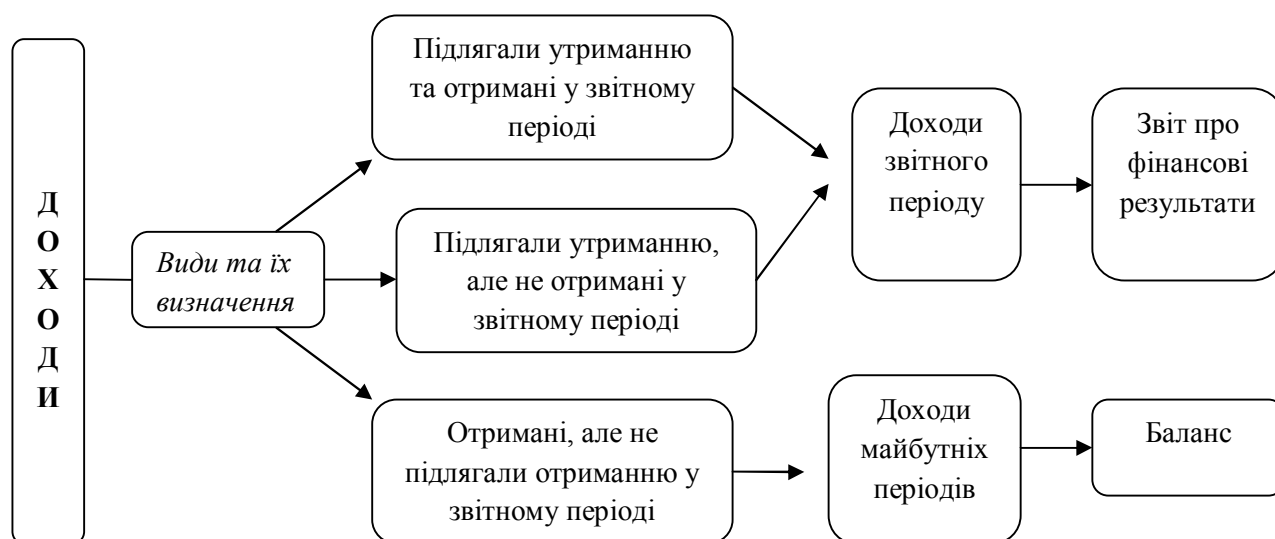 ДОХОДИ
Види та їх
визначення
Підлягали утриманню
та отримані у звітному
періоді
Підлягали утриманню,
але не отримані у
звітному періоді
Отримані, але не
підлягали отриманню у
звітному періоді
Доходи
звітного
періоду
Звіт про
фінансові
результати
Доходи
майбутніх
періодів
Баланс